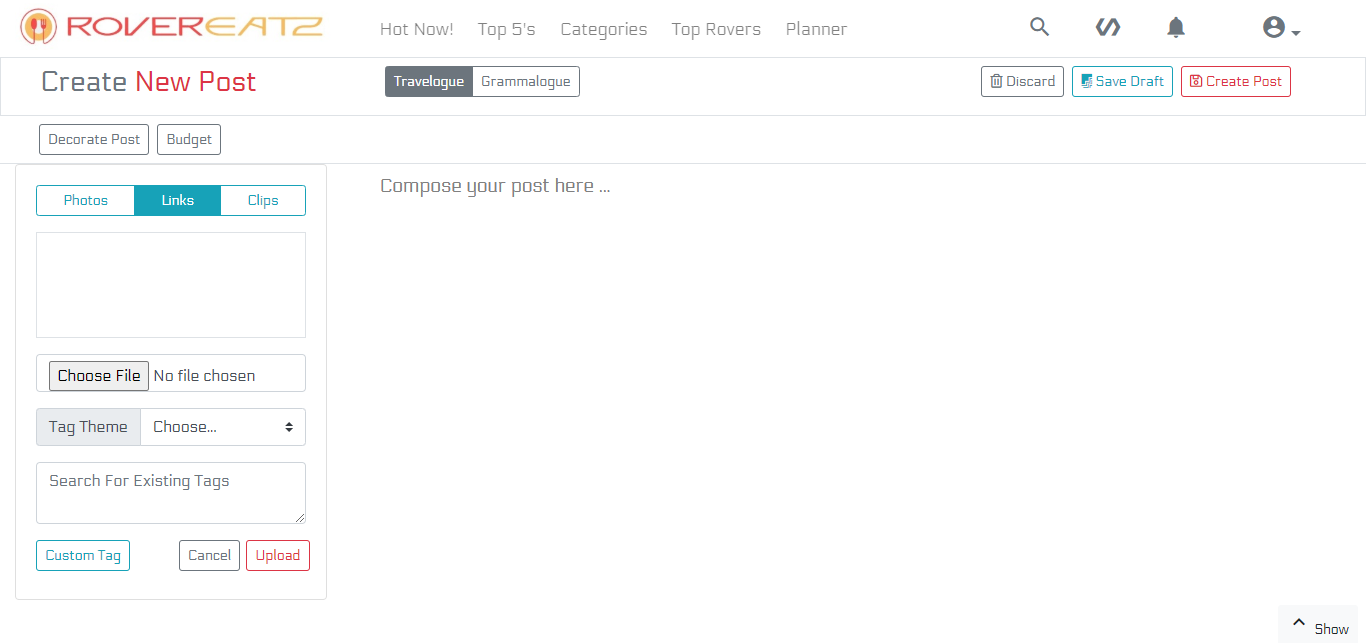 ROVEREATZ Hot Now! Top 5's Categories Top Rovers Planner
Create New Post Travelogue Grammalogue Discard Save Draft Create Post
Decorate Post Budget
Photos Links Clips
Compose your post here ...
Choose File No file chosen
Tag Theme Choose...
Search For Existing Tags
Custom Tag Cancel Upload
Show